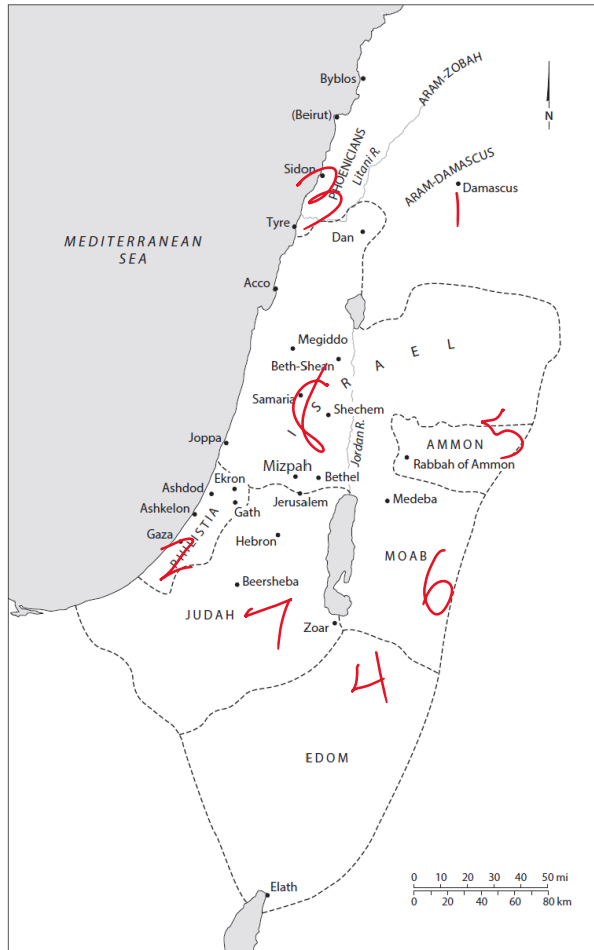 Byblos
ARAM-ZOBAH
(Beirut)
N
PHOENICIANS
Litani R.
Sidon
3
ARAM-DAMASCUS
Damascus
1
Tyre
Dan
MEDITERRANEAN
SEA
Acco
Megiddo
Beth-Shean
ISRAEL
Samaria
8
Shechem
Jordan R.
5
Joppa
AMMON
Rabbah of Ammon
Mizpah
Bethel
Ekron
Ashdod
Jerusalem
Medeba
Ashkelon
Gath
PHILISTIA
Gaza
2
Hebron
MOAB
6
Beersheba
JUDAH
7
Zoar
4
EDOM
Elath
0 10 20 30 40 50 mi
0 20 40 60 80 km